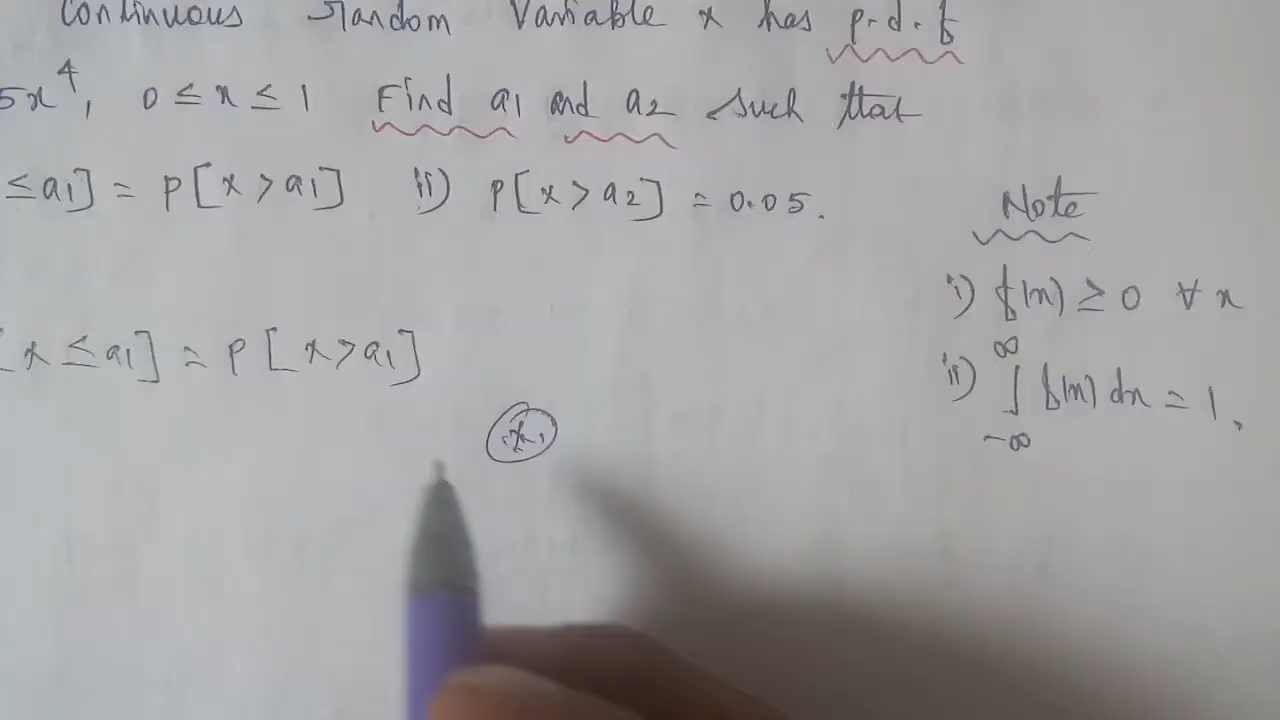 Continuous Random Variable x has p.d.f
5x⁴, 0 ≤ x ≤ 1 Find a₁ and a₂ such that
≤ a₁] = p[x > a₁] ii) p[x > a₂] = 0.05.
Note
i) f(x) ≥ 0 ∀ x
[x ≤ a₁] = p[x > a₁]
ii) ∫ f(x) dx = 1,
∞
-∞